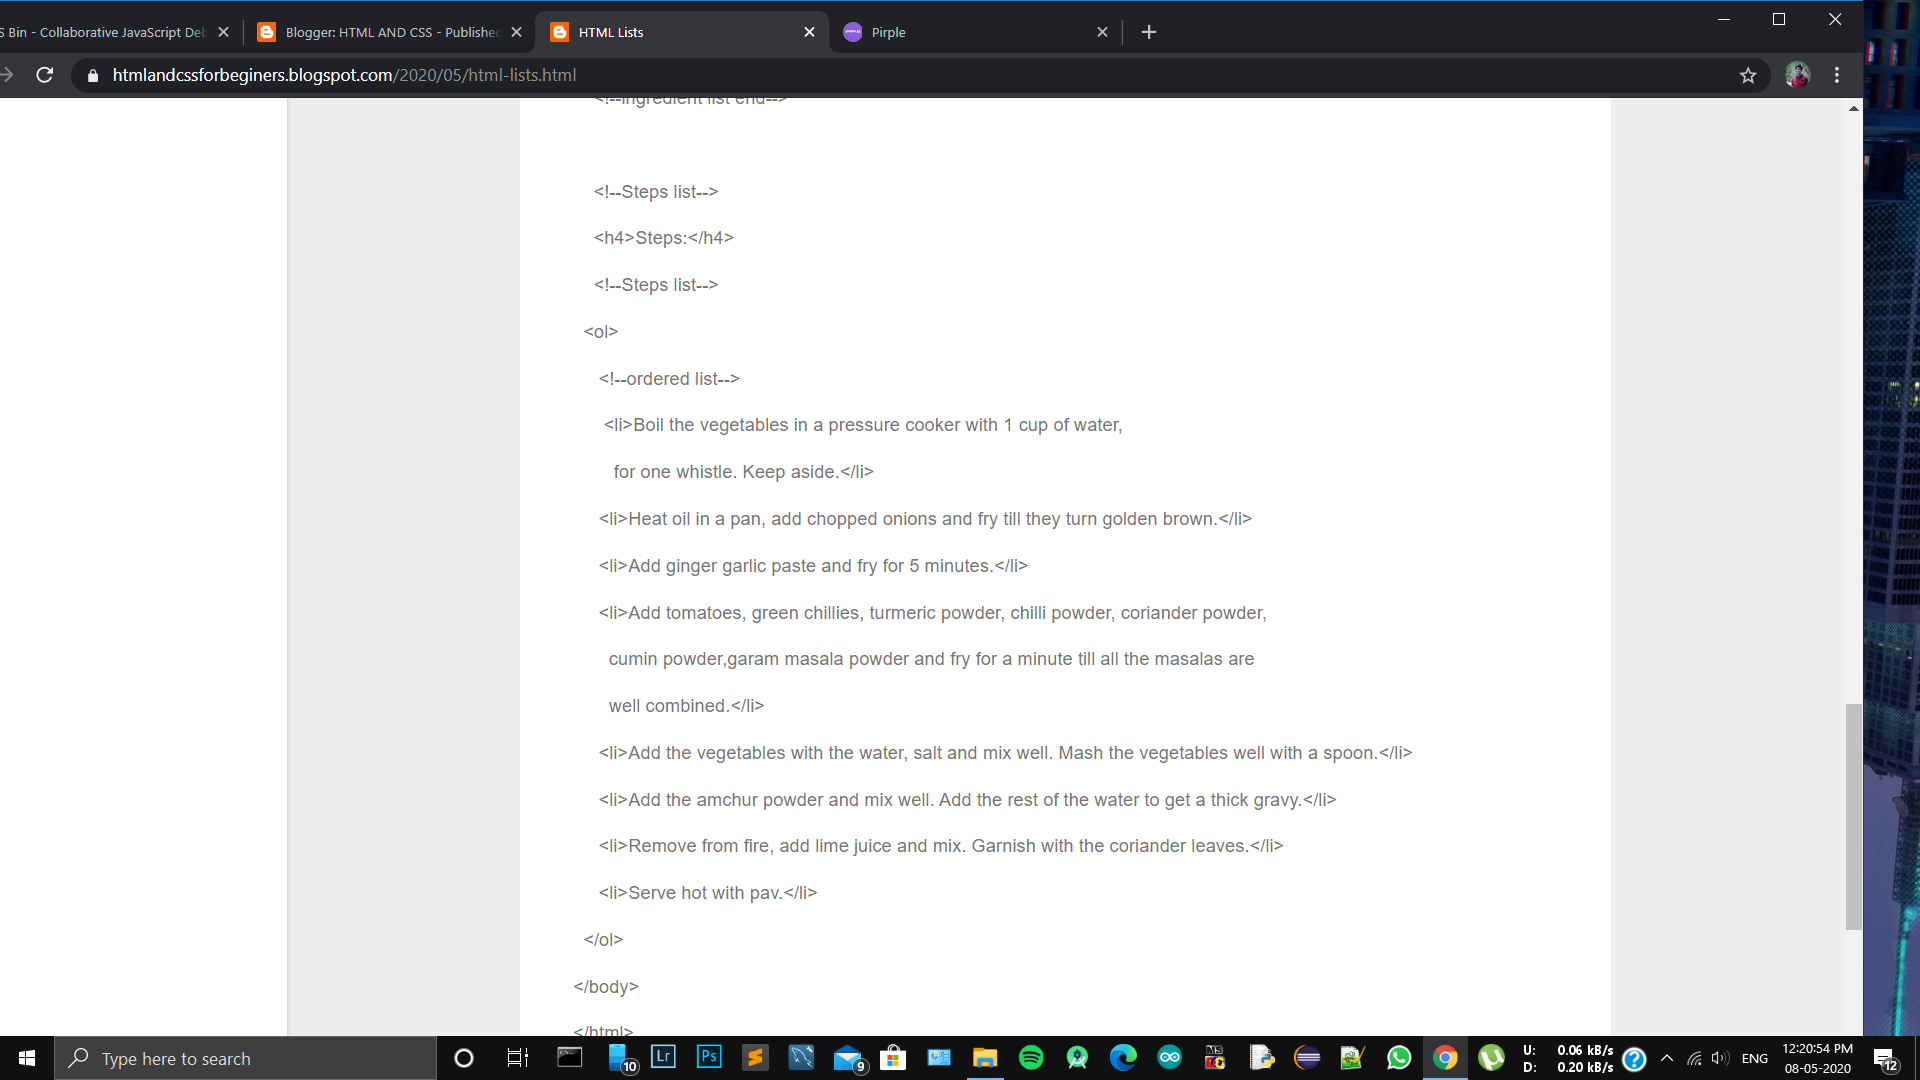 S Bin - Collaborative JavaScript Deb
Blogger: HTML AND CSS - Published
HTML Lists
Pirple
htmlandcssforbeginers.blogspot.com/2020/05/html-lists.html
<!--ingredient list end-->
<!--Steps list-->
<h4>Steps:</h4>
<!--Steps list-->
<ol>
<!--ordered list-->
<li>Boil the vegetables in a pressure cooker with 1 cup of water,
for one whistle. Keep aside.</li>
<li>Heat oil in a pan, add chopped onions and fry till they turn golden brown.</li>
<li>Add ginger garlic paste and fry for 5 minutes.</li>
<li>Add tomatoes, green chillies, turmeric powder, chilli powder, coriander powder,
cumin powder,garam masala powder and fry for a minute till all the masalas are
well combined.</li>
<li>Add the vegetables with the water, salt and mix well. Mash the vegetables well with a spoon.</li>
<li>Add the amchur powder and mix well. Add the rest of the water to get a thick gravy.</li>
<li>Remove from fire, add lime juice and mix. Garnish with the coriander leaves.</li>
<li>Serve hot with pav.</li>
</ol>
</body>
</html>
Type here to search
10
Lr
Ps
9
U: 0.06 kB/s
D: 0.20 kB/s
ENG
12:20:54 PM
08-05-2020
12